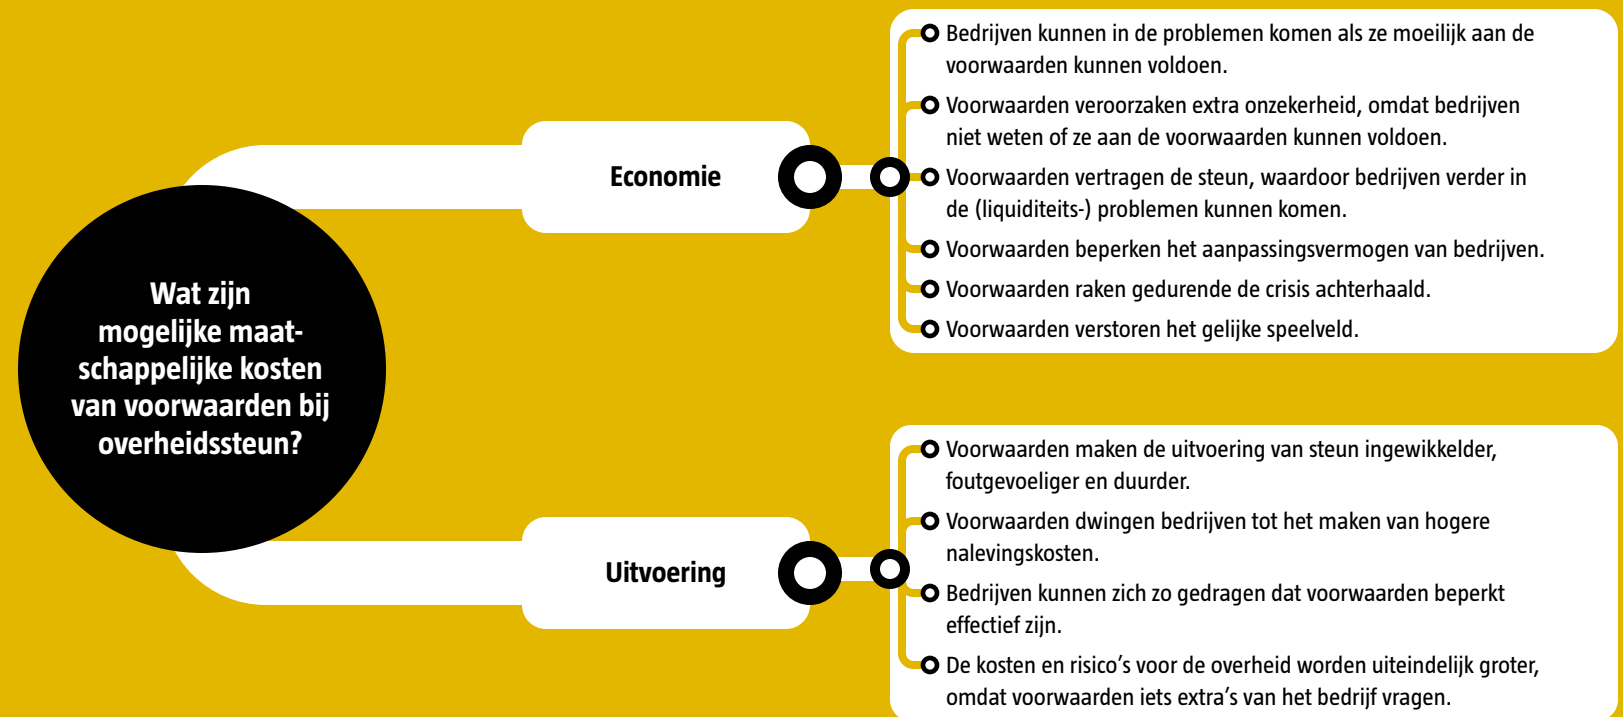 Wat zijn
mogelijke maat-
schappelijke kosten
van voorwaarden bij
overheidssteun?
Economie
Bedrijven kunnen in de problemen komen als ze moeilijk aan de
voorwaarden kunnen voldoen.
Voorwaarden veroorzaken extra onzekerheid, omdat bedrijven
niet weten of ze aan de voorwaarden kunnen voldoen.
Voorwaarden vertragen de steun, waardoor bedrijven verder in
de (liquiditeits-) problemen kunnen komen.
Voorwaarden beperken het aanpassingsvermogen van bedrijven.
Voorwaarden raken gedurende de crisis achterhaald.
Voorwaarden verstoren het gelijke speelveld.
Uitvoering
Voorwaarden maken de uitvoering van steun ingewikkelder,
foutgevoeliger en duurder.
Voorwaarden dwingen bedrijven tot het maken van hogere
nalevingskosten.
Bedrijven kunnen zich zo gedragen dat voorwaarden beperkt
effectief zijn.
De kosten en risico’s voor de overheid worden uiteindelijk groter,
omdat voorwaarden iets extra’s van het bedrijf vragen.